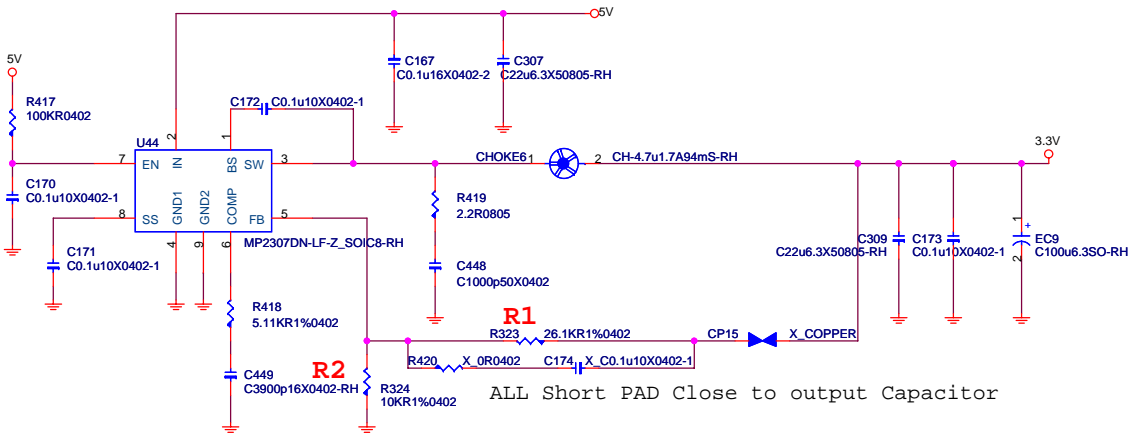 5V
5V
C167
C0.1u16X0402-2
C307
C22u6.3X50805-RH
R417
100KR0402
C172
C0.1u10X0402-1
U44
2
1
7
EN
IN
BS
SW
3
CHOKE6
1
2
CH-4.7u1.7A94mS-RH
3.3V
C170
C0.1u10X0402-1
8
SS
GND1
GND2
COMP
FB
5
R419
2.2R0805
4
9
6
MP2307DN-LF-Z_SOIC8-RH
C309
C22u6.3X50805-RH
C173
C0.1u10X0402-1
1
+
2
EC9
C100u6.3SO-RH
C171
C0.1u10X0402-1
C448
C1000p50X0402
R418
5.11KR1%0402
R1
R323
26.1KR1%0402
CP15
X_COPPER
R2
R420
X_0R0402
C174
X_C0.1u10X0402-1
C449
C3900p16X0402-RH
R324
10KR1%0402
ALL Short PAD Close to output Capacitor